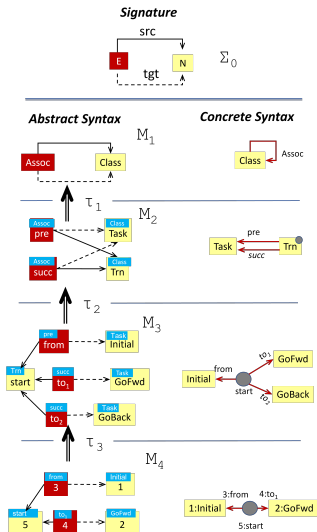 Signature
src
E
N
Σ0
tgt
Abstract Syntax
Concrete Syntax
M1
Assoc
Class
Class
Assoc
τ1
M2
Assoc
pre
Class
Task
Assoc
succ
Class
Trn
pre
Task
Trn
succ
τ2
M3
pre
from
Task
Initial
Trn
start
succ
to1
Task
GoFwd
succ
to2
Task
GoBack
to1
GoFwd
from
Initial
start
to2
GoBack
τ3
M4
from
3
Initial
1
start
5
to1
4
GoFwd
2
3:from
4:to1
1:Initial
2:GoFwd
5:start